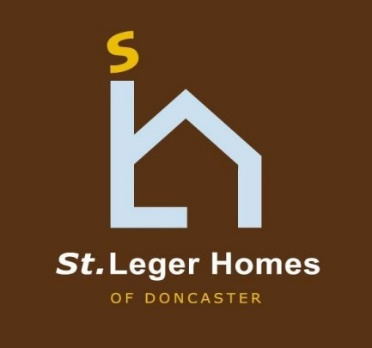 S
St. Leger Homes
OF DONCASTER